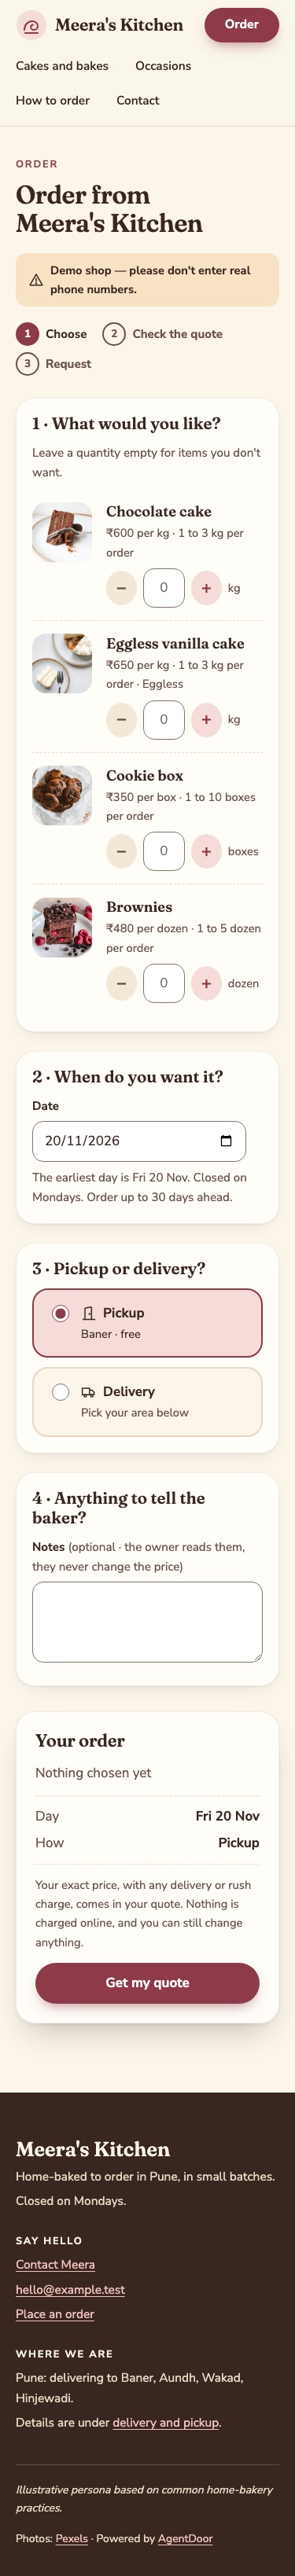 Meera's Kitchen
Order
Cakes and bakes
Occasions
How to order
Contact
ORDER
Order from
Meera's Kitchen
Demo shop — please don't enter real
phone numbers.
1 Choose
2 Check the quote
3 Request
1 · What would you like?
Leave a quantity empty for items you don't
want.
Chocolate cake
₹600 per kg · 1 to 3 kg per
order
− 0 + kg
Eggless vanilla cake
₹650 per kg · 1 to 3 kg per
order · Eggless
− 0 + kg
Cookie box
₹350 per box · 1 to 10 boxes
per order
− 0 + boxes
Brownies
₹480 per dozen · 1 to 5 dozen
per order
− 0 + dozen
2 · When do you want it?
Date
20/11/2026
The earliest day is Fri 20 Nov. Closed on
Mondays. Order up to 30 days ahead.
3 · Pickup or delivery?
Pickup
Baner · free
Delivery
Pick your area below
4 · Anything to tell the
baker?
Notes (optional · the owner reads them,
they never change the price)
Your order
Nothing chosen yet
Day Fri 20 Nov
How Pickup
Your exact price, with any delivery or rush
charge, comes in your quote. Nothing is
charged online, and you can still change
anything.
Get my quote
Meera's Kitchen
Home-baked to order in Pune, in small batches.
Closed on Mondays.
SAY HELLO
Contact Meera
hello@example.test
Place an order
WHERE WE ARE
Pune: delivering to Baner, Aundh, Wakad,
Hinjewadi.
Details are under delivery and pickup.
Illustrative persona based on common home-bakery
practices.
Photos: Pexels · Powered by AgentDoor